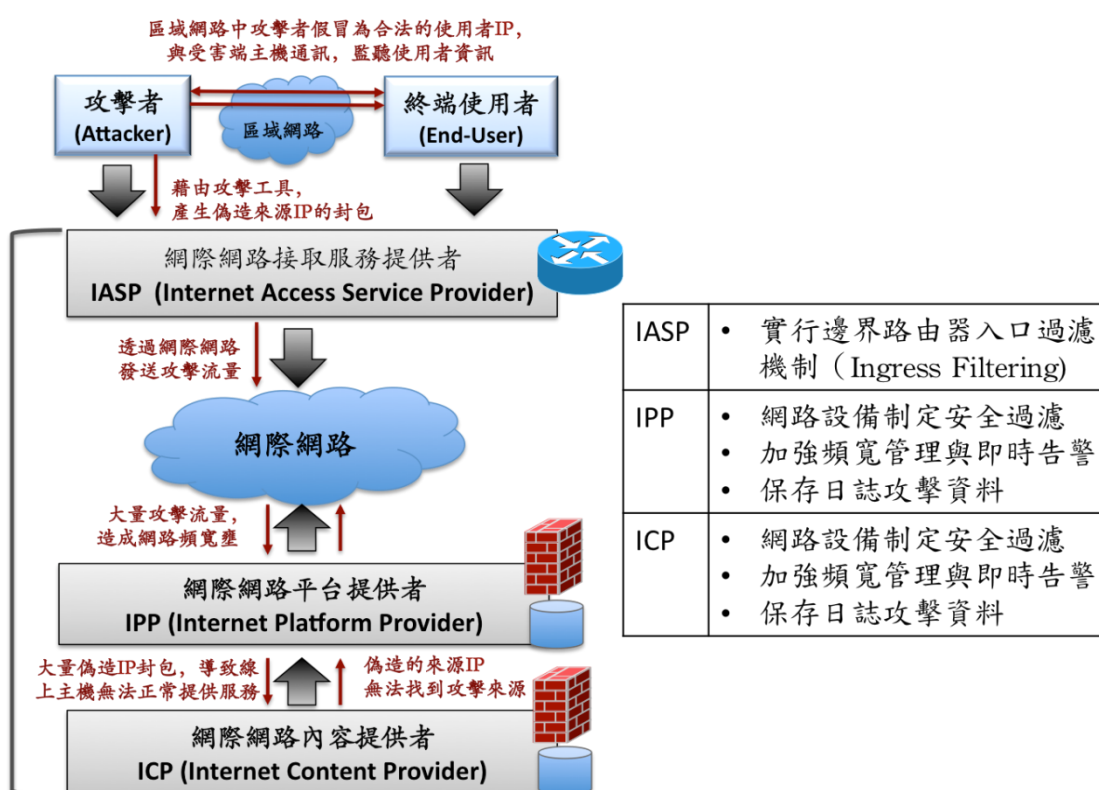 區域網路中攻擊者假冒為合法的使用者IP，
與受害端主機通訊，監聽使用者資訊
攻擊者
(Attacker)
區域網路
終端使用者
(End-User)
藉由攻擊工具，
產生偽造來源IP的封包
網際網路接取服務提供者
IASP (Internet Access Service Provider)
透過網際網路
發送攻擊流量
網際網路
大量攻擊流量，
造成網路頻寬壅
網際網路平台提供者
IPP (Internet Platform Provider)
大量偽造IP封包，導致線
上主機無法正常提供服務
偽造的來源IP
無法找到攻擊來源
網際網路內容提供者
ICP (Internet Content Provider)
IASP
• 實行邊界路由器入口過濾
機制（Ingress Filtering)
IPP
• 網路設備制定安全過濾
• 加強頻寬管理與即時告警
• 保存日誌攻擊資料
ICP
• 網路設備制定安全過濾
• 加強頻寬管理與即時告警
• 保存日誌攻擊資料